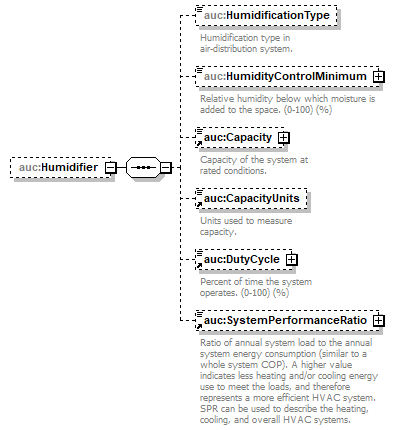 auc:HumidificationType
Humidification type in
air-distribution system.
auc:HumidityControlMinimum
Relative humidity below which moisture is
added to the space. (0-100) (%)
auc:Capacity
Capacity of the system at
rated conditions.
auc:Humidifier
auc:CapacityUnits
Units used to measure
capacity.
auc:DutyCycle
Percent of time the system
operates. (0-100) (%)
auc:SystemPerformanceRatio
Ratio of annual system load to the annual
system energy consumption (similar to a
whole system COP). A higher value
indicates less heating and/or cooling energy
use to meet the loads, and therefore
represents a more efficient HVAC system.
SPR can be used to describe the heating,
cooling, and overall HVAC systems.